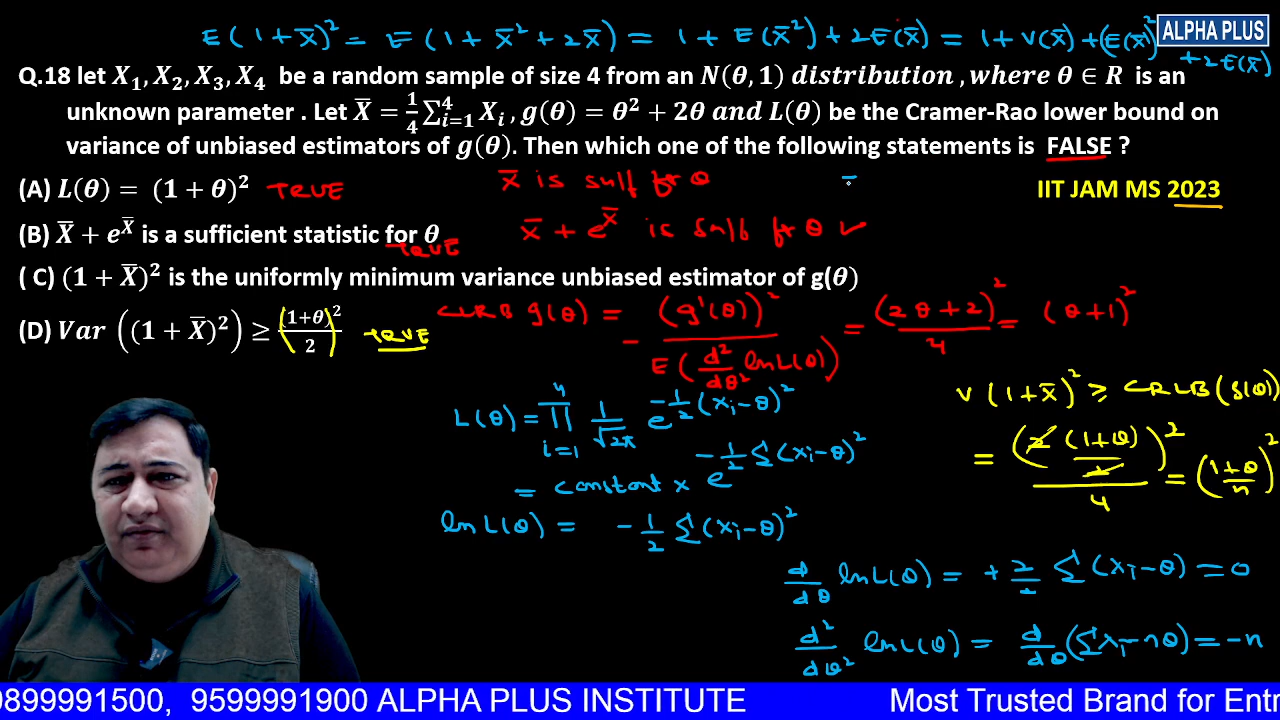 E(1+X̄)² = E(1+X̄²+2X̄) = 1+E(X̄²)+2E(X̄) = 1+V(X̄)+(E(X̄))²
+2E(X̄)
ALPHA PLUS
Q.18 let X₁, X₂, X₃, X₄ be a random sample of size 4 from an N(θ, 1) distribution, where θ ∈ R is an
unknown parameter . Let X̄ = 1/4 ∑⁴ᵢ₌₁ Xᵢ , g(θ) = θ² + 2θ and L(θ) be the Cramer-Rao lower bound on
variance of unbiased estimators of g(θ). Then which one of the following statements is FALSE ?
(A) L(θ) = (1 + θ)² TRUE
X̄ is suff for θ
IIT JAM MS 2023
(B) X̄ + e^X̄ is a sufficient statistic for θ
TRUE
X̄ + e^X̄ is suff for θ ✓
( C) (1 + X̄)² is the uniformly minimum variance unbiased estimator of g(θ)
(D) Var ((1 + X̄)²) ≥ (1+θ)²/2 TRUE
CRLB g(θ) = (g'(θ))² / -E(d²/dθ² ln L(θ)) = (2θ+2)²/4 = (θ+1)²
V(1+X̄)² ≥ CRLB(g(θ))
L(θ) = ∏ⁿᵢ₌₁ 1/√2π e^(-1/2 (xᵢ-θ)²)
= (2(1+θ)/2)²/4 = (1+θ/n)²
= constant × e^(-1/2 Σ(xᵢ-θ)²)
ln L(θ) = -1/2 Σ(xᵢ-θ)²
d/dθ ln L(θ) = +2/2 Σ(xᵢ-θ) = 0
d²/dθ² ln L(θ) = d/dθ (Σxᵢ-nθ) = -n
9899991500, 9599991900 ALPHA PLUS INSTITUTE Most Trusted Brand for Entr